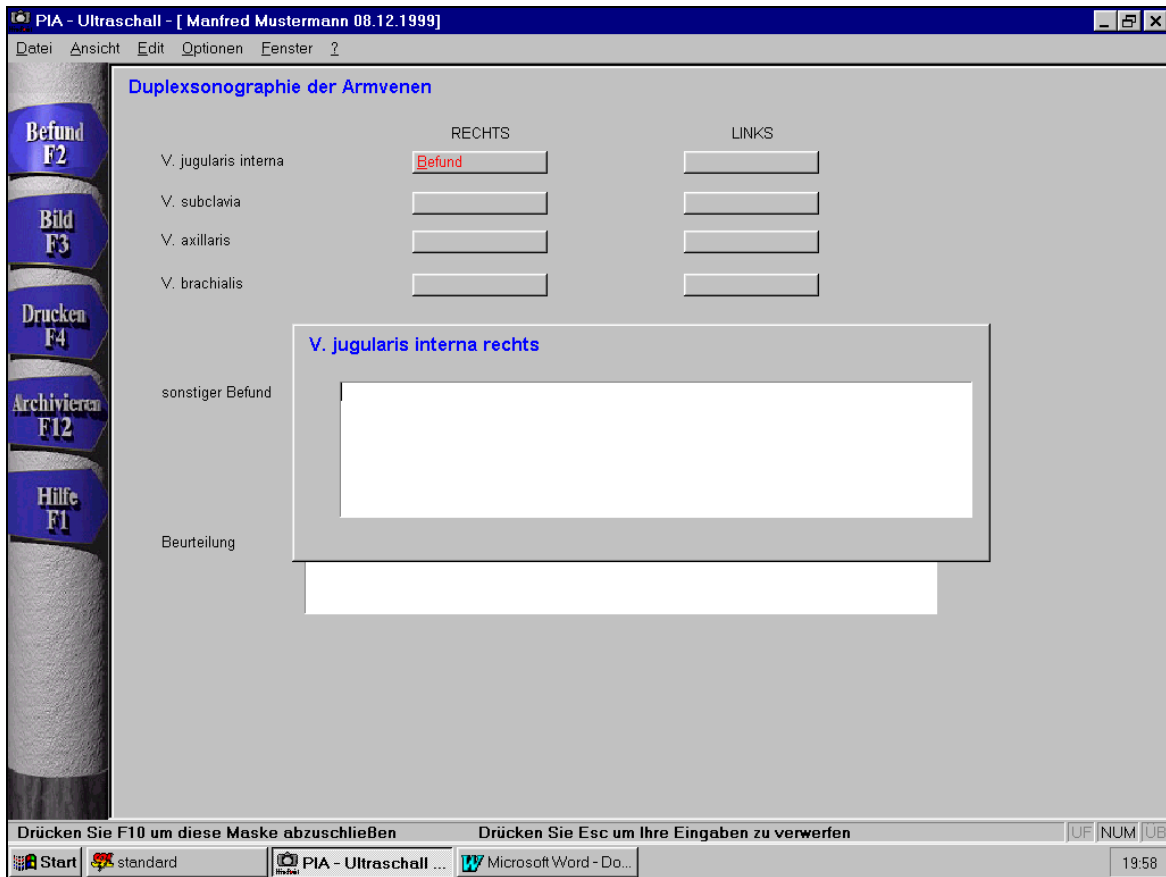 PIA - Ultraschall - [ Manfred Mustermann 08.12.1999]
Datei Ansicht Edit Optionen Fenster ?
Duplexsonographie der Armvenen
Befund
F2
Bild
F3
Drucken
F4
Archivieren
F12
Hilfe
F1
RECHTS LINKS
V. jugularis interna Befund
V. subclavia
V. axillaris
V. brachialis
V. jugularis interna rechts
sonstiger Befund
Beurteilung
Drücken Sie F10 um diese Maske abzuschließen Drücken Sie Esc um Ihre Eingaben zu verwerfen UF NUM ÜB
Start standard PIA - Ultraschall ... Microsoft Word - Do... 19:58